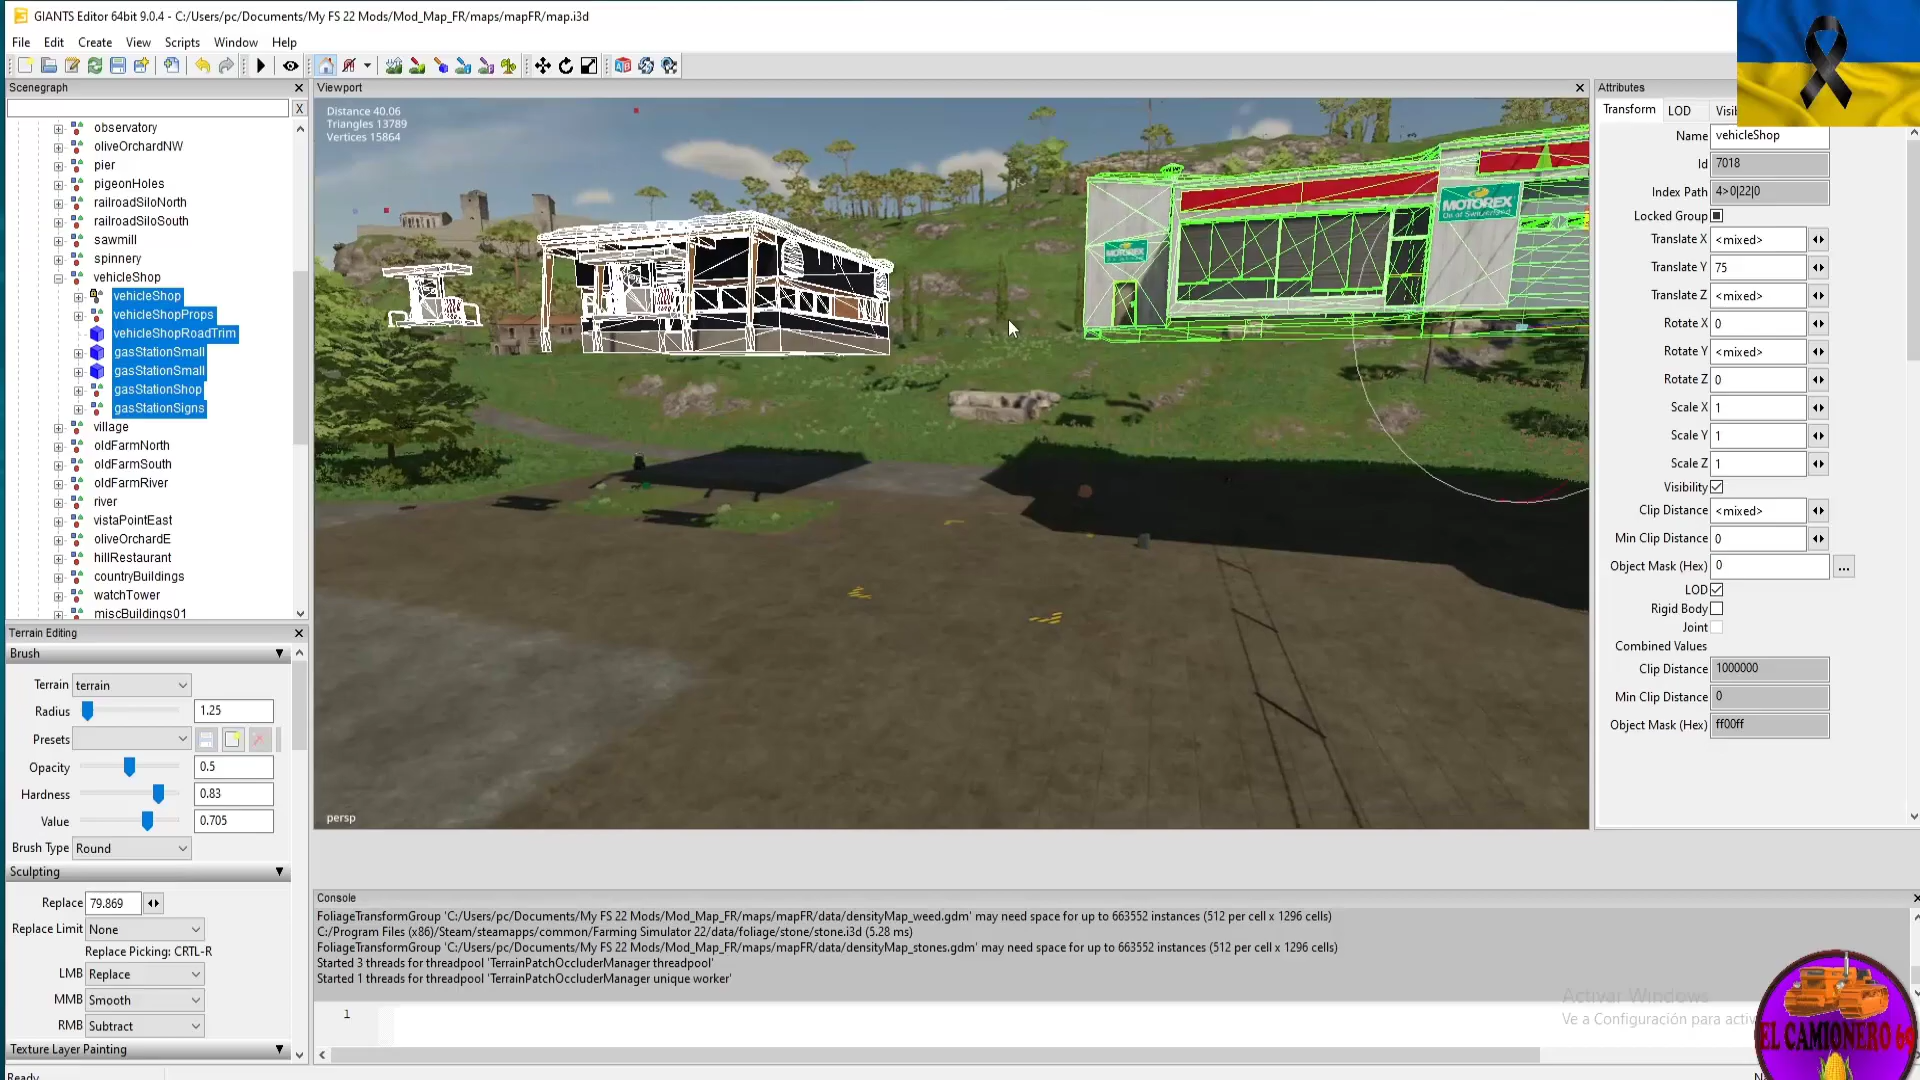 GIANTS Editor 64bit 9.0.4 - C:/Users/pc/Documents/My FS 22 Mods/Mod_Map_FR/maps/mapFR/map.i3d
File Edit Create View Scripts Window Help
Scenegraph
X
observatory
oliveOrchardNW
pier
pigeonHoles
railroadSiloNorth
railroadSiloSouth
sawmill
spinnery
vehicleShop
vehicleShop
vehicleShopProps
vehicleShopRoadTrim
gasStationSmall
gasStationSmall
gasStationShop
gasStationSigns
village
oldFarmNorth
oldFarmSouth
oldFarmRiver
river
vistaPointEast
oliveOrchardE
hillRestaurant
countryBuildings
watchTower
miscBuildings01
Terrain Editing
Brush
Terrain terrain
Radius 1.25
Presets
Opacity 0.5
Hardness 0.83
Value 0.705
Brush Type Round
Sculpting
Replace 79.869
Replace Limit None
Replace Picking: CRTL-R
LMB Replace
MMB Smooth
RMB Subtract
Texture Layer Painting
Ready
Viewport
Distance 40.06
Triangles 13789
Vertices 15864
MOTOREX
Oil of Switzerland
MOTOREX
persp
Console
FoliageTransformGroup 'C:/Users/pc/Documents/My FS 22 Mods/Mod_Map_FR/maps/mapFR/data/densityMap_weed.gdm' may need space for up to 663552 instances (512 per cell x 1296 cells)
C:/Program Files (x86)/Steam/steamapps/common/Farming Simulator 22/data/foliage/stone/stone.i3d (5.28 ms)
FoliageTransformGroup 'C:/Users/pc/Documents/My FS 22 Mods/Mod_Map_FR/maps/mapFR/data/densityMap_stones.gdm' may need space for up to 663552 instances (512 per cell x 1296 cells)
Started 3 threads for threadpool 'TerrainPatchOccluderManager threadpool'
Started 1 threads for threadpool 'TerrainPatchOccluderManager unique worker'
1
Attributes
Transform LOD Visi
Name vehicleShop
Id 7018
Index Path 4>0|22|0
Locked Group
Translate X <mixed>
Translate Y 75
Translate Z <mixed>
Rotate X 0
Rotate Y <mixed>
Rotate Z 0
Scale X 1
Scale Y 1
Scale Z 1
Visibility
Clip Distance <mixed>
Min Clip Distance 0
Object Mask (Hex) 0 ...
LOD
Rigid Body
Joint
Combined Values
Clip Distance 1000000
Min Clip Distance 0
Object Mask (Hex) ff00ff
Activar Windows
Ve a Configuración para activ
EL CAMIONERO